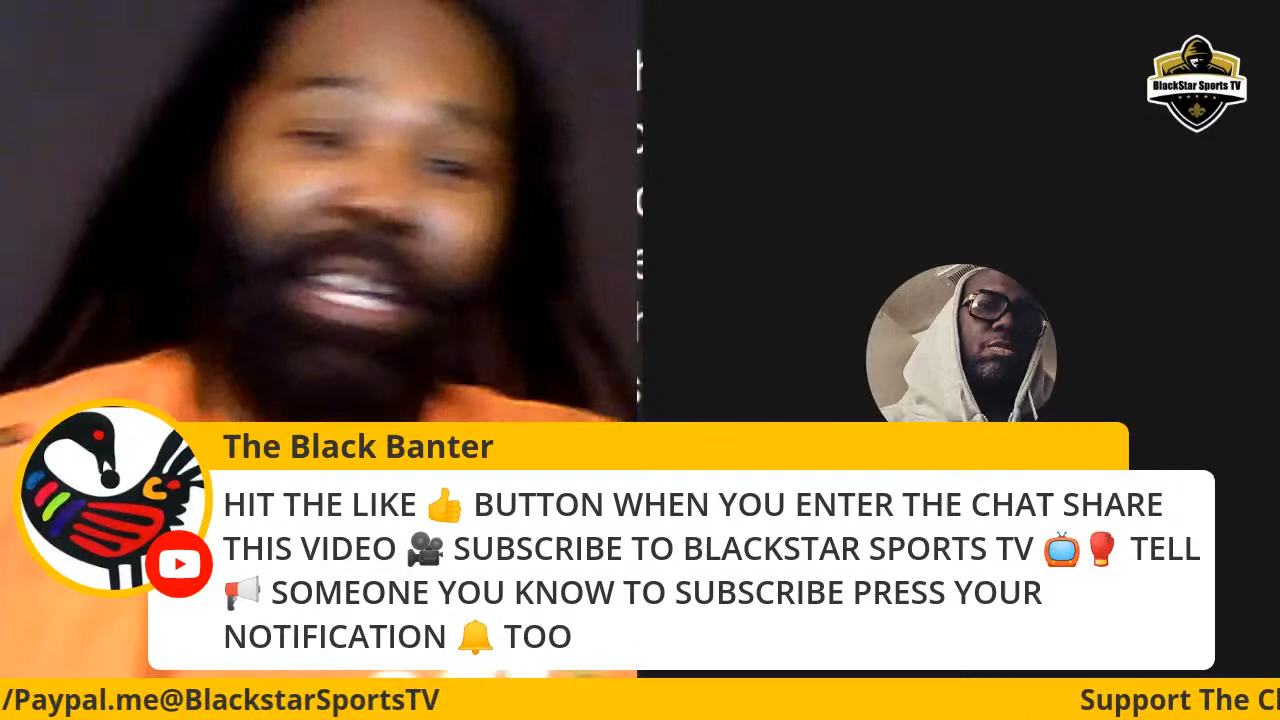 BlackStar Sports TV
The Black Banter
HIT THE LIKE 👍 BUTTON WHEN YOU ENTER THE CHAT SHARE
THIS VIDEO 🎥 SUBSCRIBE TO BLACKSTAR SPORTS TV 📺🥊 TELL
📢 SOMEONE YOU KNOW TO SUBSCRIBE PRESS YOUR
NOTIFICATION 🔔 TOO
/Paypal.me@BlackstarSportsTV
Support The